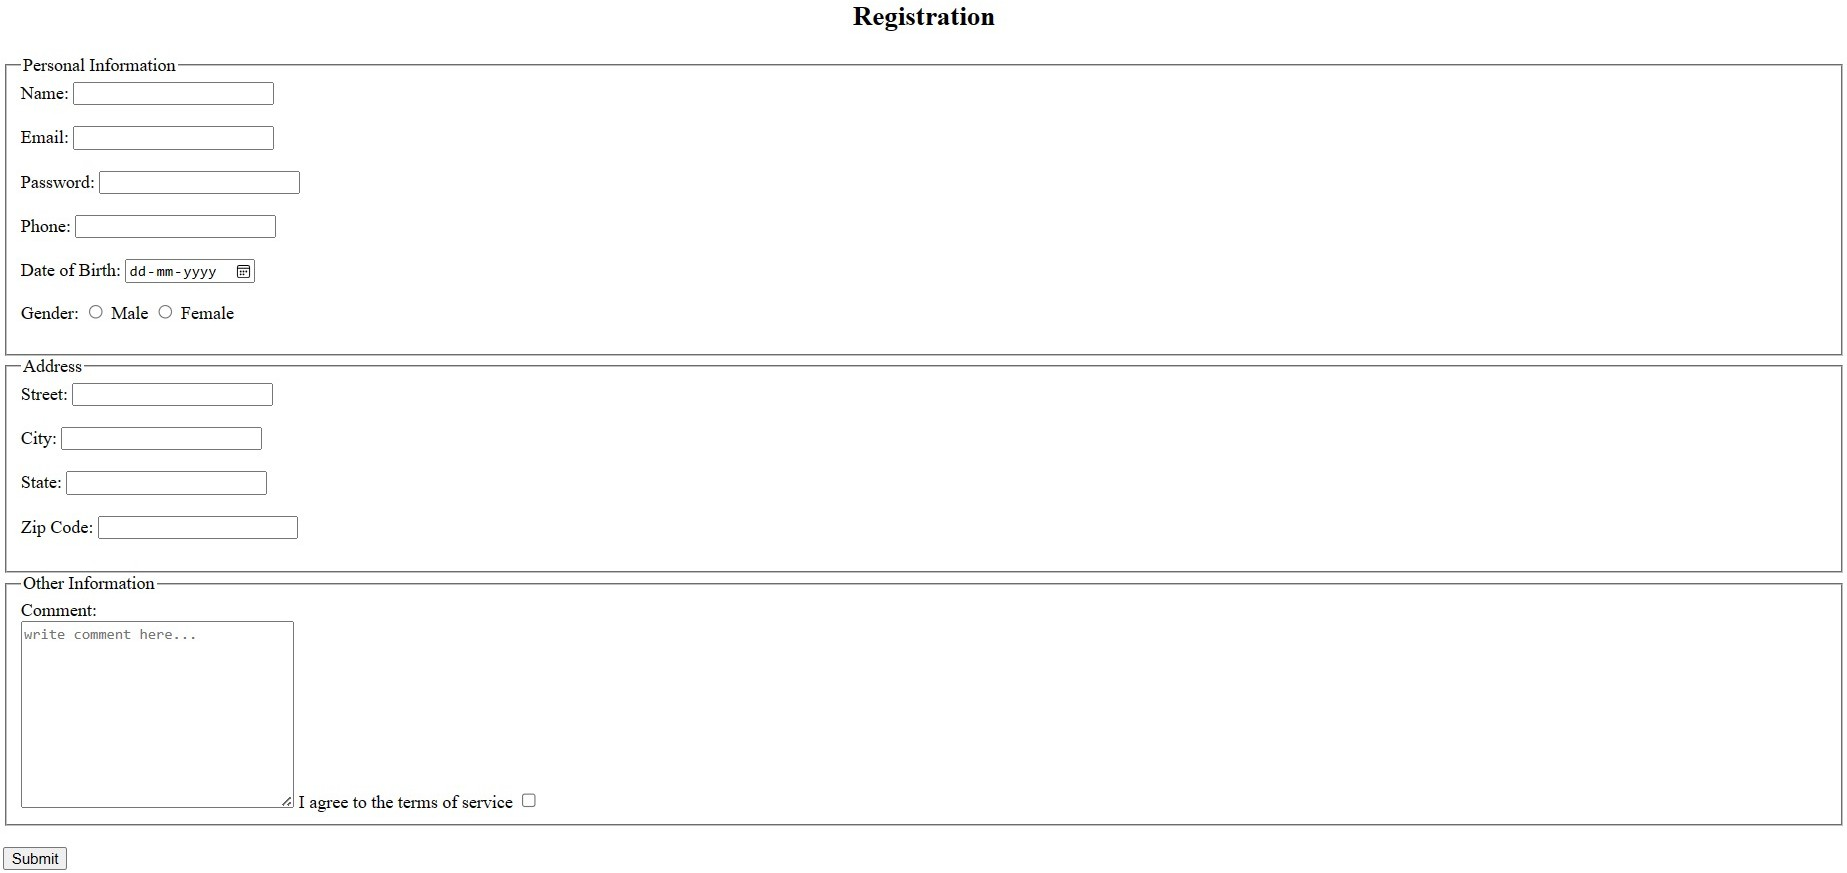 Registration
Personal Information
Name:
Email:
Password:
Phone:
Date of Birth: dd-mm-yyyy
Gender: Male Female
Address
Street:
City:
State:
Zip Code:
Other Information
Comment:
write comment here...
I agree to the terms of service
Submit